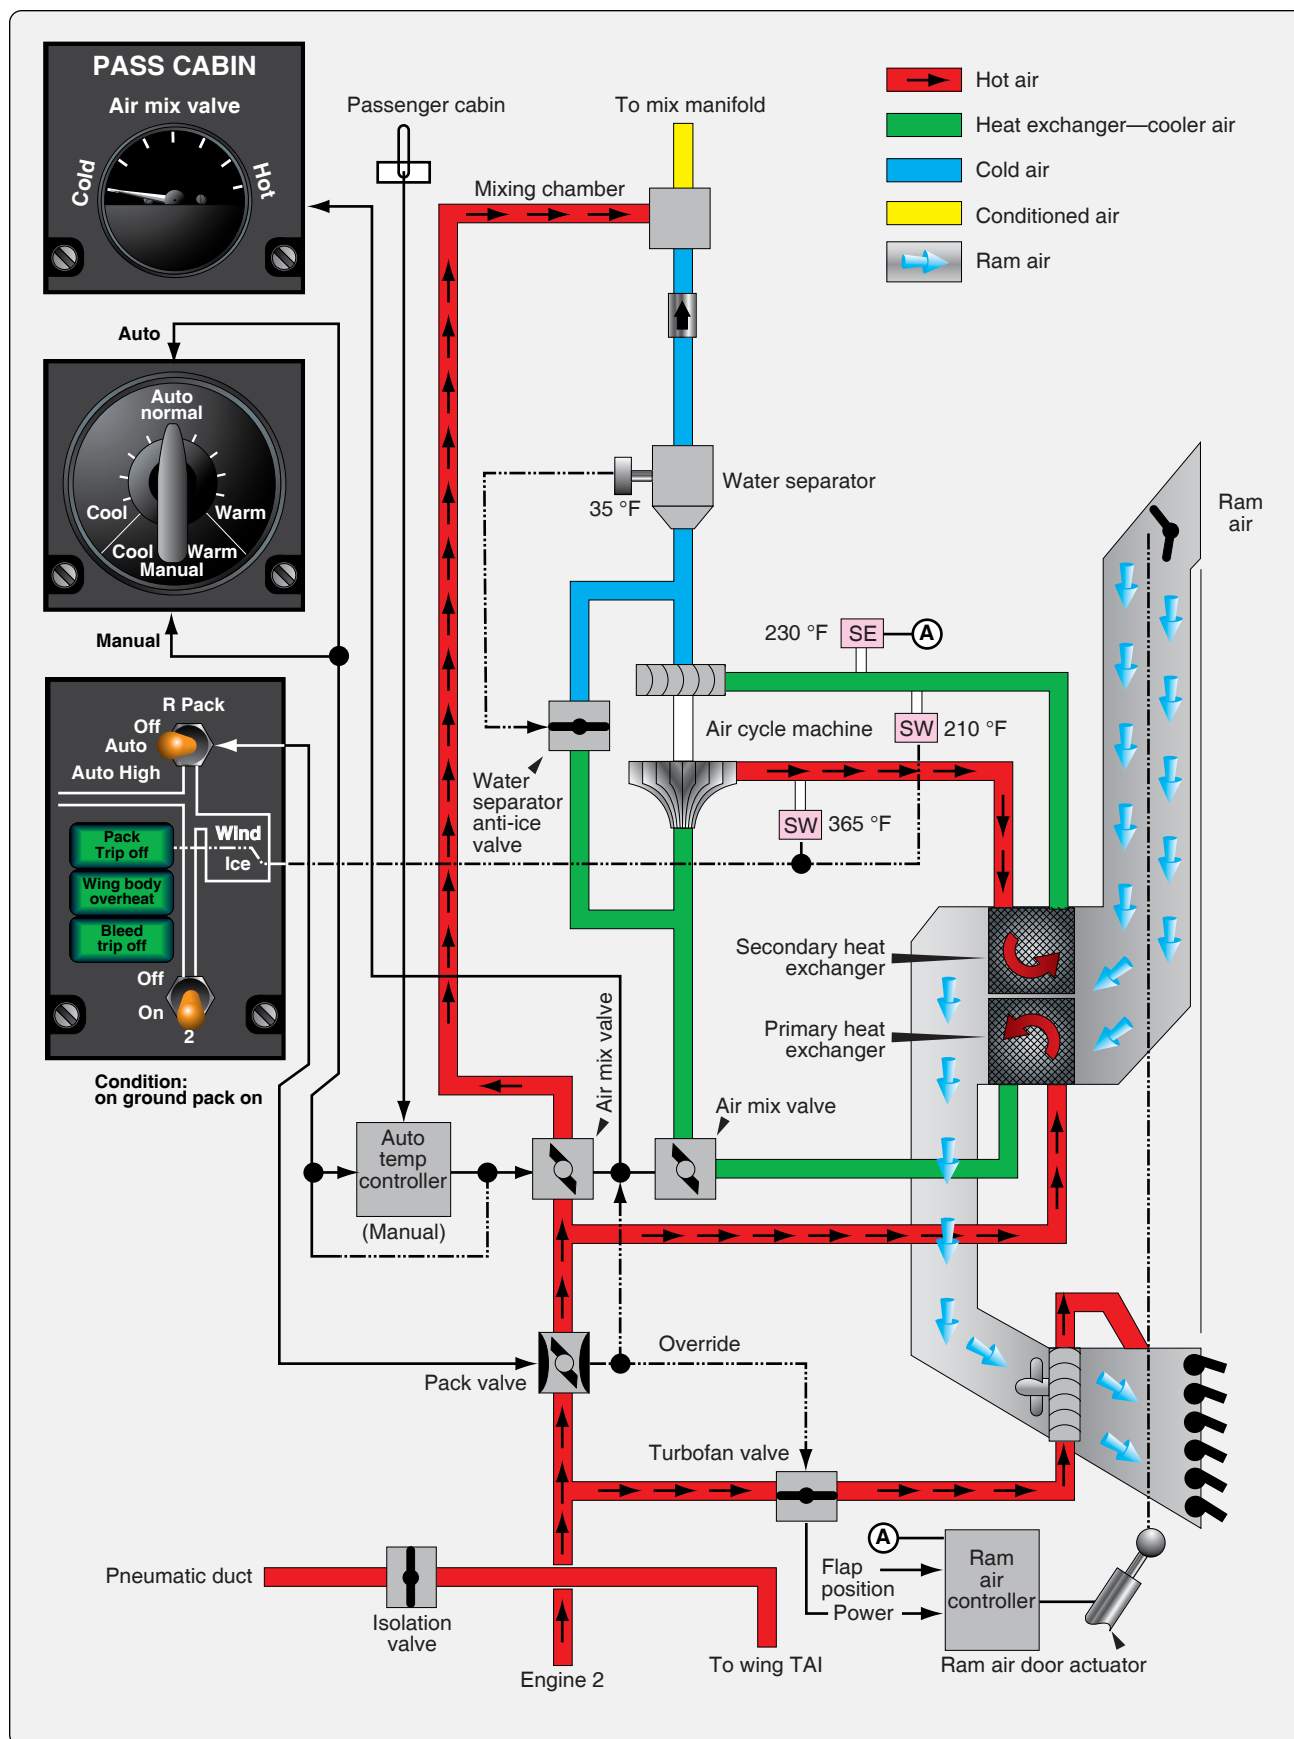 PASS CABIN
Air mix valve
Cold
Hot
Passenger cabin
To mix manifold
Mixing chamber
Hot air
Heat exchanger—cooler air
Cold air
Conditioned air
Ram air
Auto
Auto
normal
Cool
Warm
Cool
Warm
Manual
Manual
35 °F
Water separator
Ram
air
230 °F
SE
A
SW
210 °F
Air cycle machine
Water
separator
anti-ice
valve
SW
365 °F
R Pack
Off
Auto
Auto High
Pack
Trip off
Wind
Ice
Wing body
overheat
Bleed
trip off
Off
On
2
Condition:
on ground pack on
Secondary heat
exchanger
Primary heat
exchanger
Air mix valve
Air mix valve
Auto
temp
controller
(Manual)
Override
Pack valve
Turbofan valve
A
Flap
position
Power
Ram
air
controller
Pneumatic duct
Isolation
valve
Engine 2
To wing TAI
Ram air door actuator